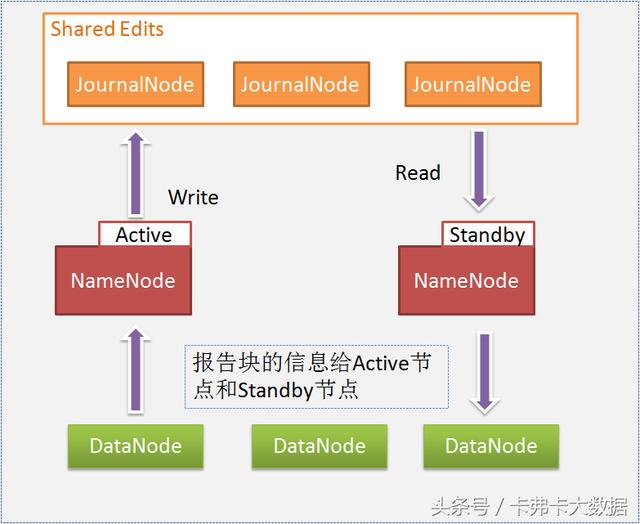 Shared Edits
JournalNode
JournalNode
JournalNode
Write
Read
Active
Standby
NameNode
NameNode
报告块的信息给Active节
点和Standby节点
DataNode
DataNode
DataNode
头条号 / 卡弗卡大数据